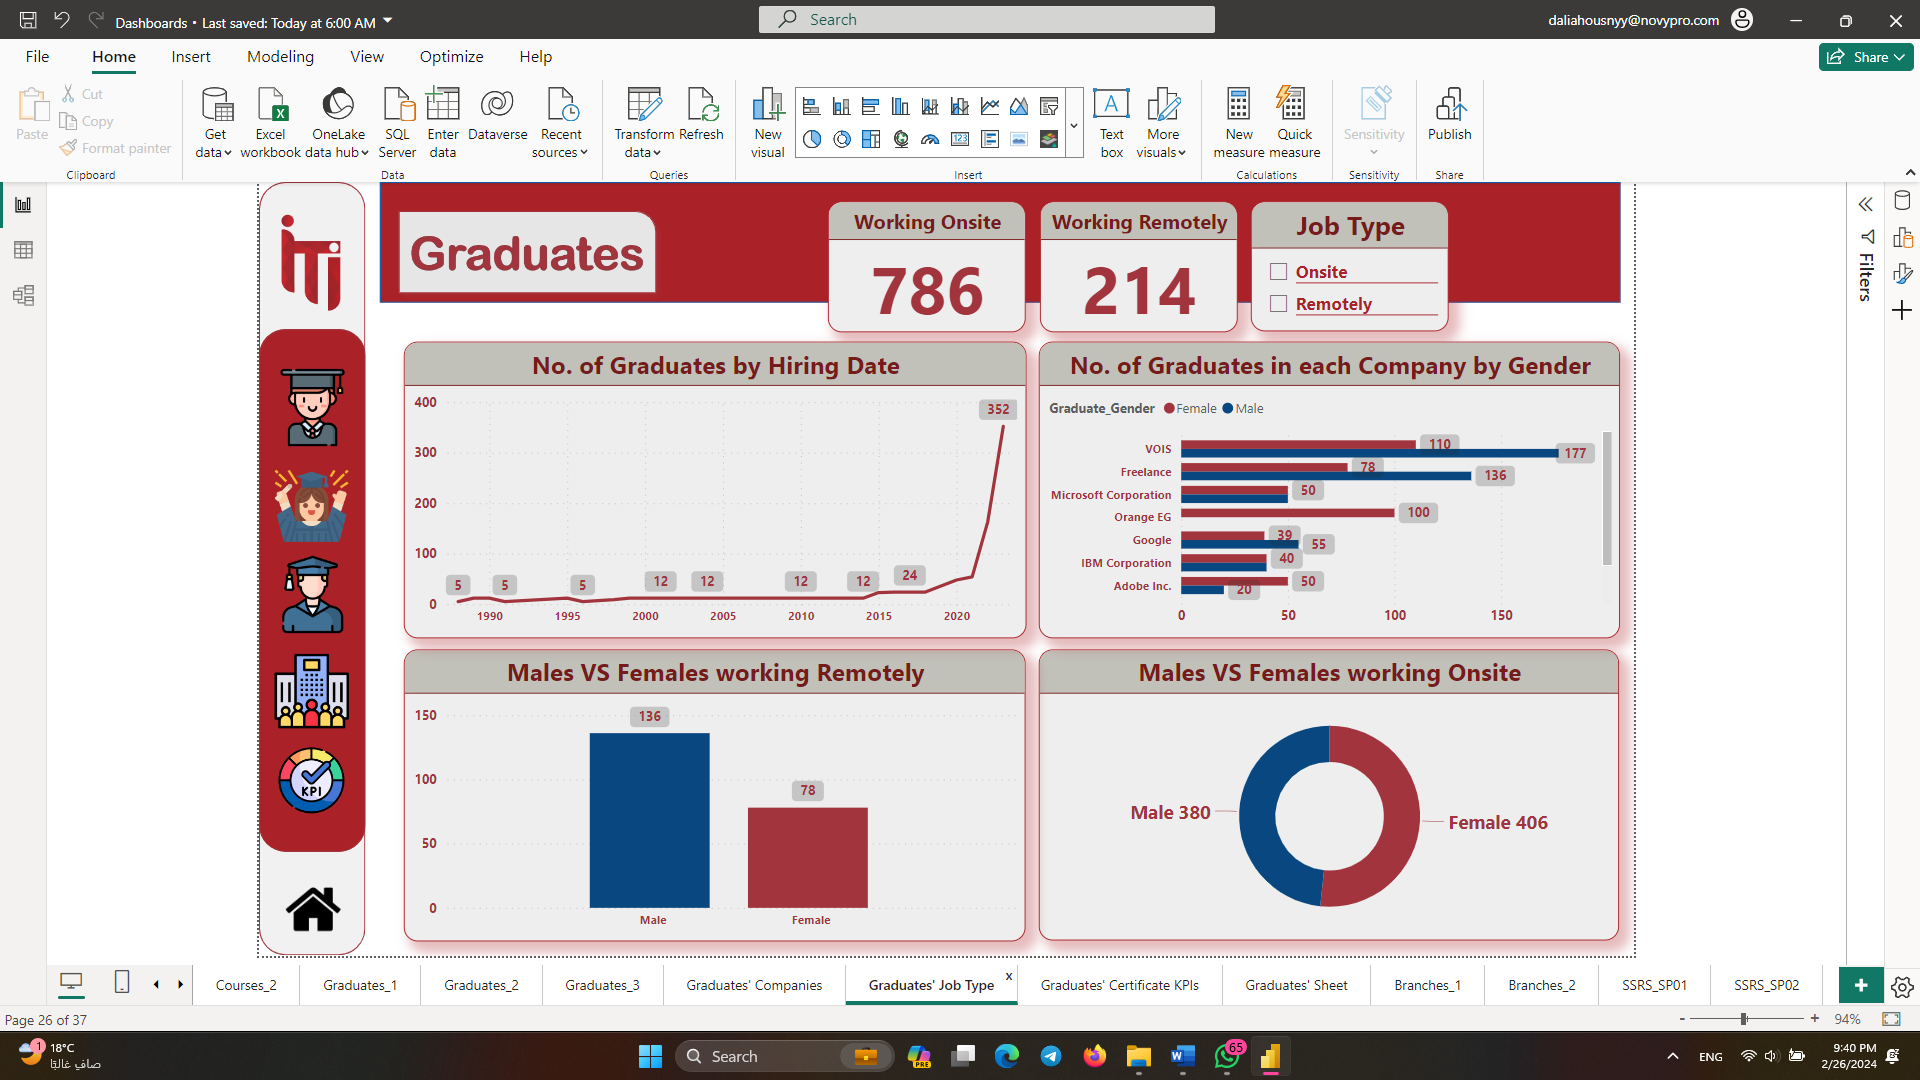 Dashboards • Last saved: Today at 6:00 AM
Search
daliahousnyy@novypro.com
File
Home
Insert
Modeling
View
Optimize
Help
Share
Paste
Cut
Copy
Format painter
Get data
Excel workbook
OneLake data hub
SQL Server
Enter data
Dataverse
Recent sources
Transform data
Refresh
New visual
123
A
Text box
More visuals
New measure
Quick measure
Sensitivity
Publish
Clipboard
Data
Queries
Insert
Calculations
Sensitivity
Share
iTi
Graduates
Working Onsite
786
Working Remotely
214
Job Type
Onsite
Remotely
Filters
KPI
No. of Graduates by Hiring Date
400
300
200
100
0
5
5
5
12
12
12
12
24
352
1990
1995
2000
2005
2010
2015
2020
No. of Graduates in each Company by Gender
Graduate_Gender
Female
Male
VOIS
110
177
Freelance
78
136
Microsoft Corporation
50
Orange EG
100
Google
39
55
IBM Corporation
40
Adobe Inc.
50
20
0
50
100
150
Males VS Females working Remotely
150
100
50
0
136
78
Male
Female
Males VS Females working Onsite
Male 380
Female 406
Courses_2
Graduates_1
Graduates_2
Graduates_3
Graduates' Companies
Graduates' Job Type
x
Graduates' Certificate KPIs
Graduates' Sheet
Branches_1
Branches_2
SSRS_SP01
SSRS_SP02
+
Page 26 of 37
-
+
94%
1
18°C
صافٍ غالبًا
Search
PRE
W
65
ENG
9:40 PM
2/26/2024